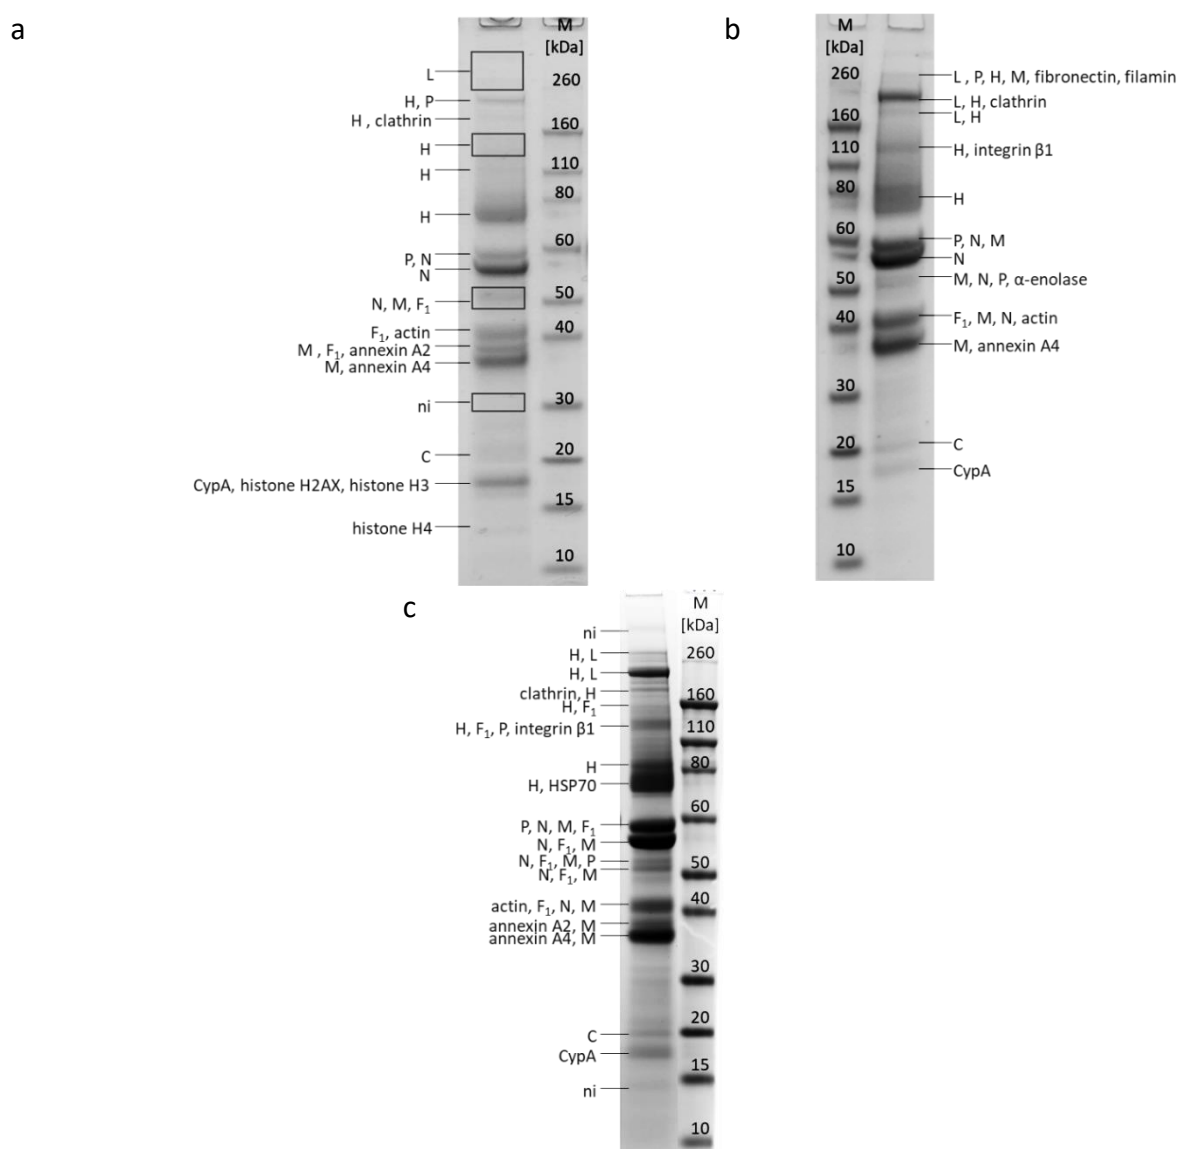 a
M
[kDa]
L
260
H, P
H , clathrin
160
H
110
H
80
H
60
P, N
N
50
N, M, F₁
40
F₁, actin
M , F₁, annexin A2
M, annexin A4
30
ni
20
C
CypA, histone H2AX, histone H3
15
histone H4
10
b
M
[kDa]
260
L , P, H, M, fibronectin, filamin
L, H, clathrin
160
L, H
110
H, integrin β1
80
H
60
P, N, M
N
M, N, P, α-enolase
50
40
F₁, M, N, actin
M, annexin A4
30
20
C
CypA
15
10
c
M
[kDa]
ni
260
H, L
H, L
clathrin, H
160
H, F₁
110
H, F₁, P, integrin β1
80
H
H, HSP70
60
P, N, M, F₁
N, F₁, M
N, F₁, M, P
50
N, F₁, M
40
actin, F₁, N, M
annexin A2, M
annexin A4, M
30
20
C
CypA
15
ni
10